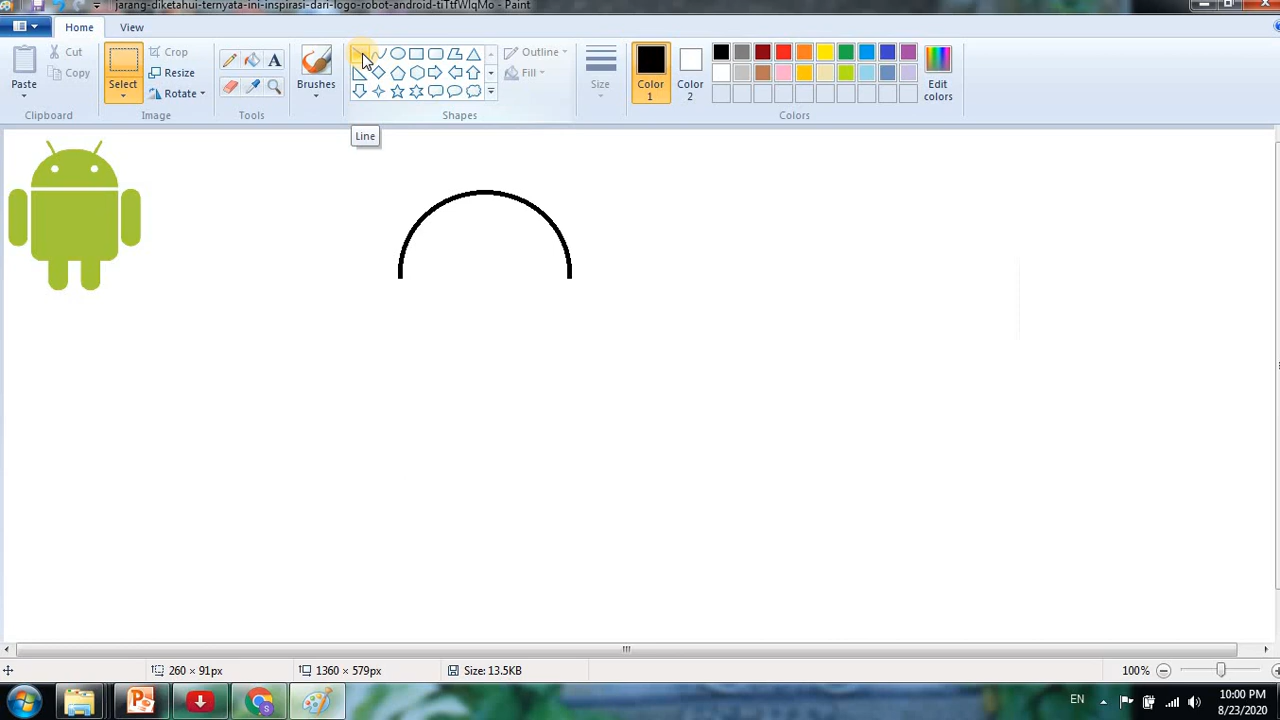 jarang-diketahui-ternyata-ini-inspirasi-dari-logo-robot-android-tiTtfWlqMo - Paint
Home View
Paste
Cut
Copy
Clipboard
Select
Crop
Resize
Rotate
Image
Tools
Brushes
Shapes
Outline
Fill
Size
Color 1
Color 2
Edit colors
Colors
Line
260 × 91px
1360 × 579px
Size: 13.5KB
100%
EN
10:00 PM
8/23/2020